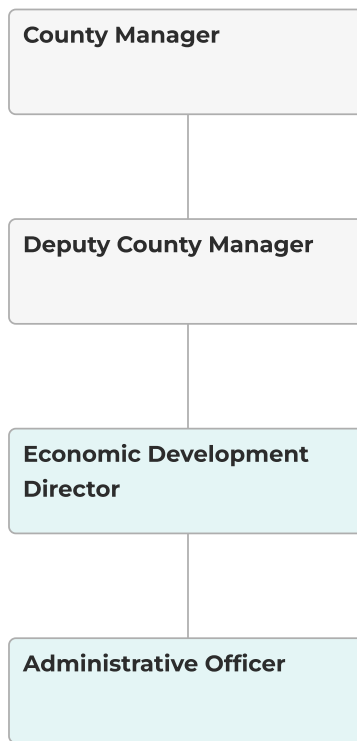 County Manager
Deputy County Manager
Economic Development
Director
Administrative Officer